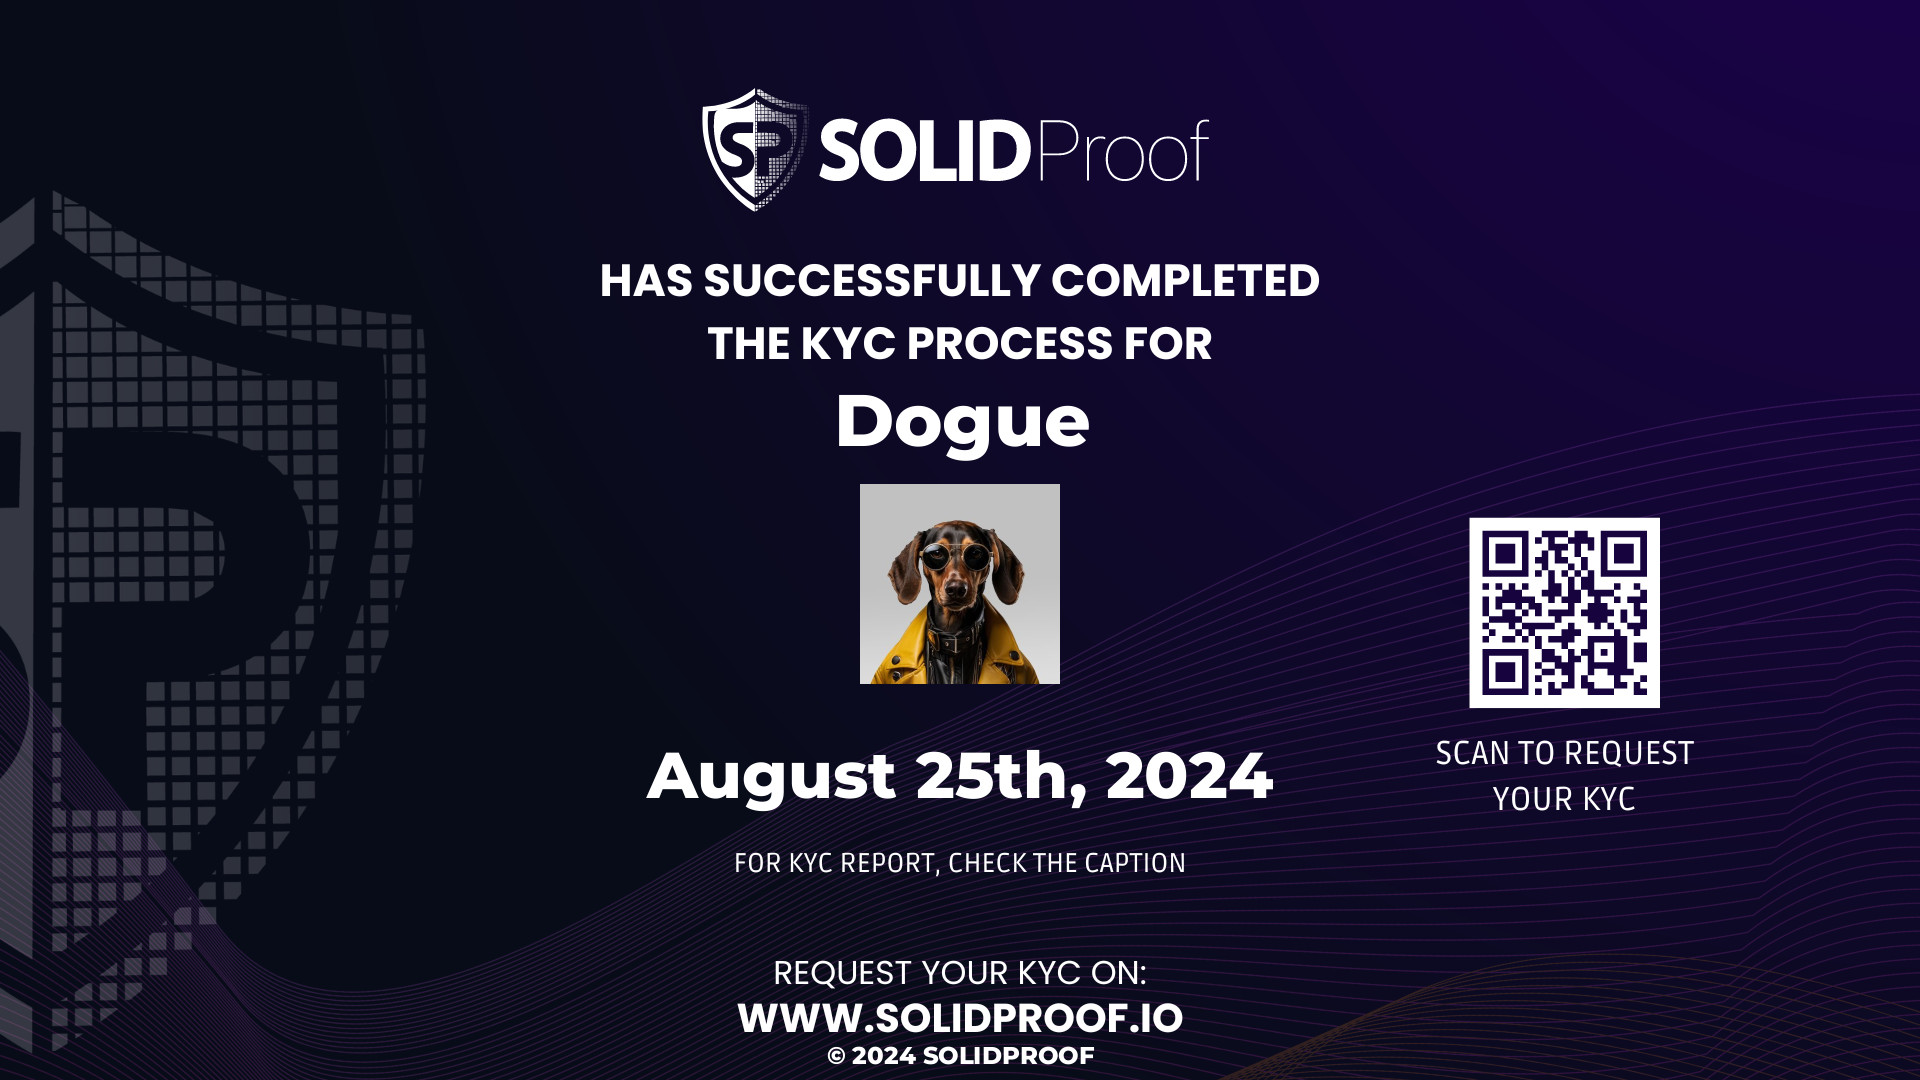 SP SOLIDProof
HAS SUCCESSFULLY COMPLETED
THE KYC PROCESS FOR
Dogue
August 25th, 2024
SCAN TO REQUEST
YOUR KYC
FOR KYC REPORT, CHECK THE CAPTION
REQUEST YOUR KYC ON:
WWW.SOLIDPROOF.IO
© 2024 SOLIDPROOF